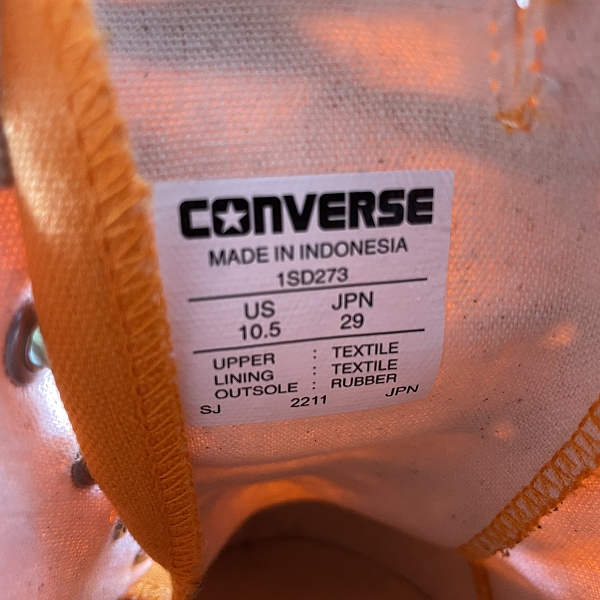 CONVERSE
MADE IN INDONESIA
1SD273
US JPN
10.5 29
UPPER : TEXTILE
LINING : TEXTILE
OUTSOLE : RUBBER
SJ 2211 JPN